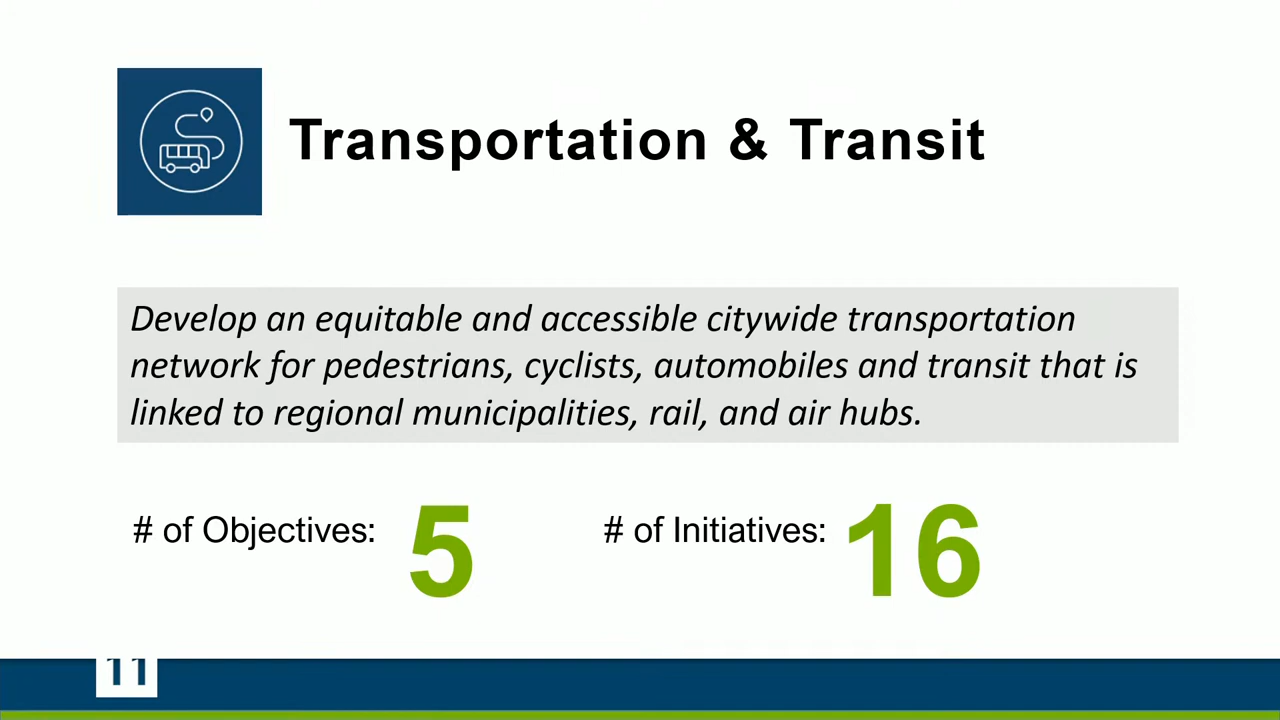 Transportation & Transit
Develop an equitable and accessible citywide transportation
network for pedestrians, cyclists, automobiles and transit that is
linked to regional municipalities, rail, and air hubs.
# of Objectives: 5
# of Initiatives: 16
11